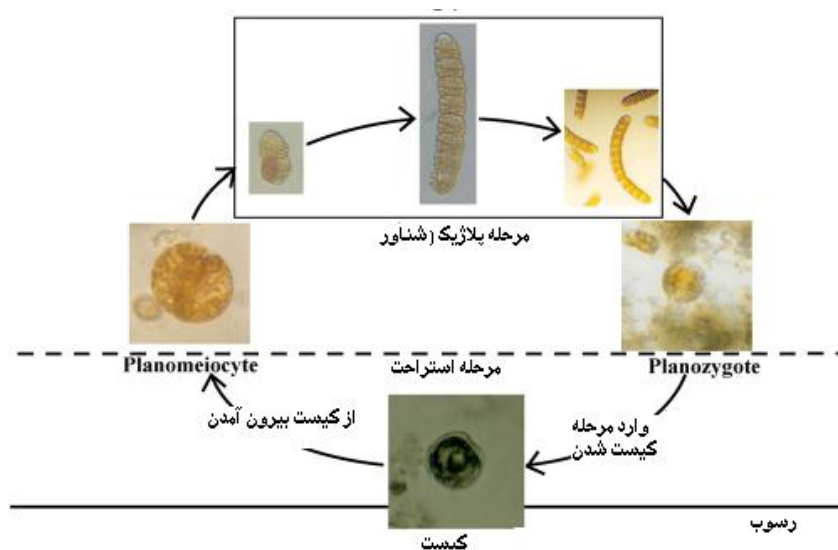 مرحله پلاژیک (شناور
Planomeiocyte
مرحله استراحت
Planozygote
از کیست بیرون آمدن
وارد مرحله
کیست شدن
رسوب
کیست